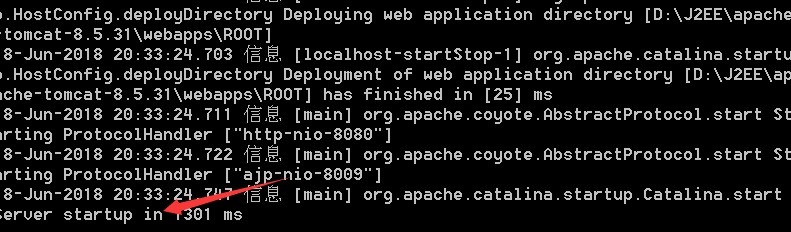 o.HostConfig.deployDirectory Deploying web application directory [D:\J2EE\apache
-tomcat-8.5.31\webapps\ROOT]
8-Jun-2018 20:33:24.703 信息 [localhost-startStop-1] org.apache.catalina.startu
o.HostConfig.deployDirectory Deployment of web application directory [D:\J2EE\ap
ache-tomcat-8.5.31\webapps\ROOT] has finished in [25] ms
8-Jun-2018 20:33:24.711 信息 [main] org.apache.coyote.AbstractProtocol.start St
arting ProtocolHandler ["http-nio-8080"]
8-Jun-2018 20:33:24.722 信息 [main] org.apache.coyote.AbstractProtocol.start St
arting ProtocolHandler ["ajp-nio-8009"]
8-Jun-2018 20:33:24.747 信息 [main] org.apache.catalina.startup.Catalina.start
Server startup in 1301 ms